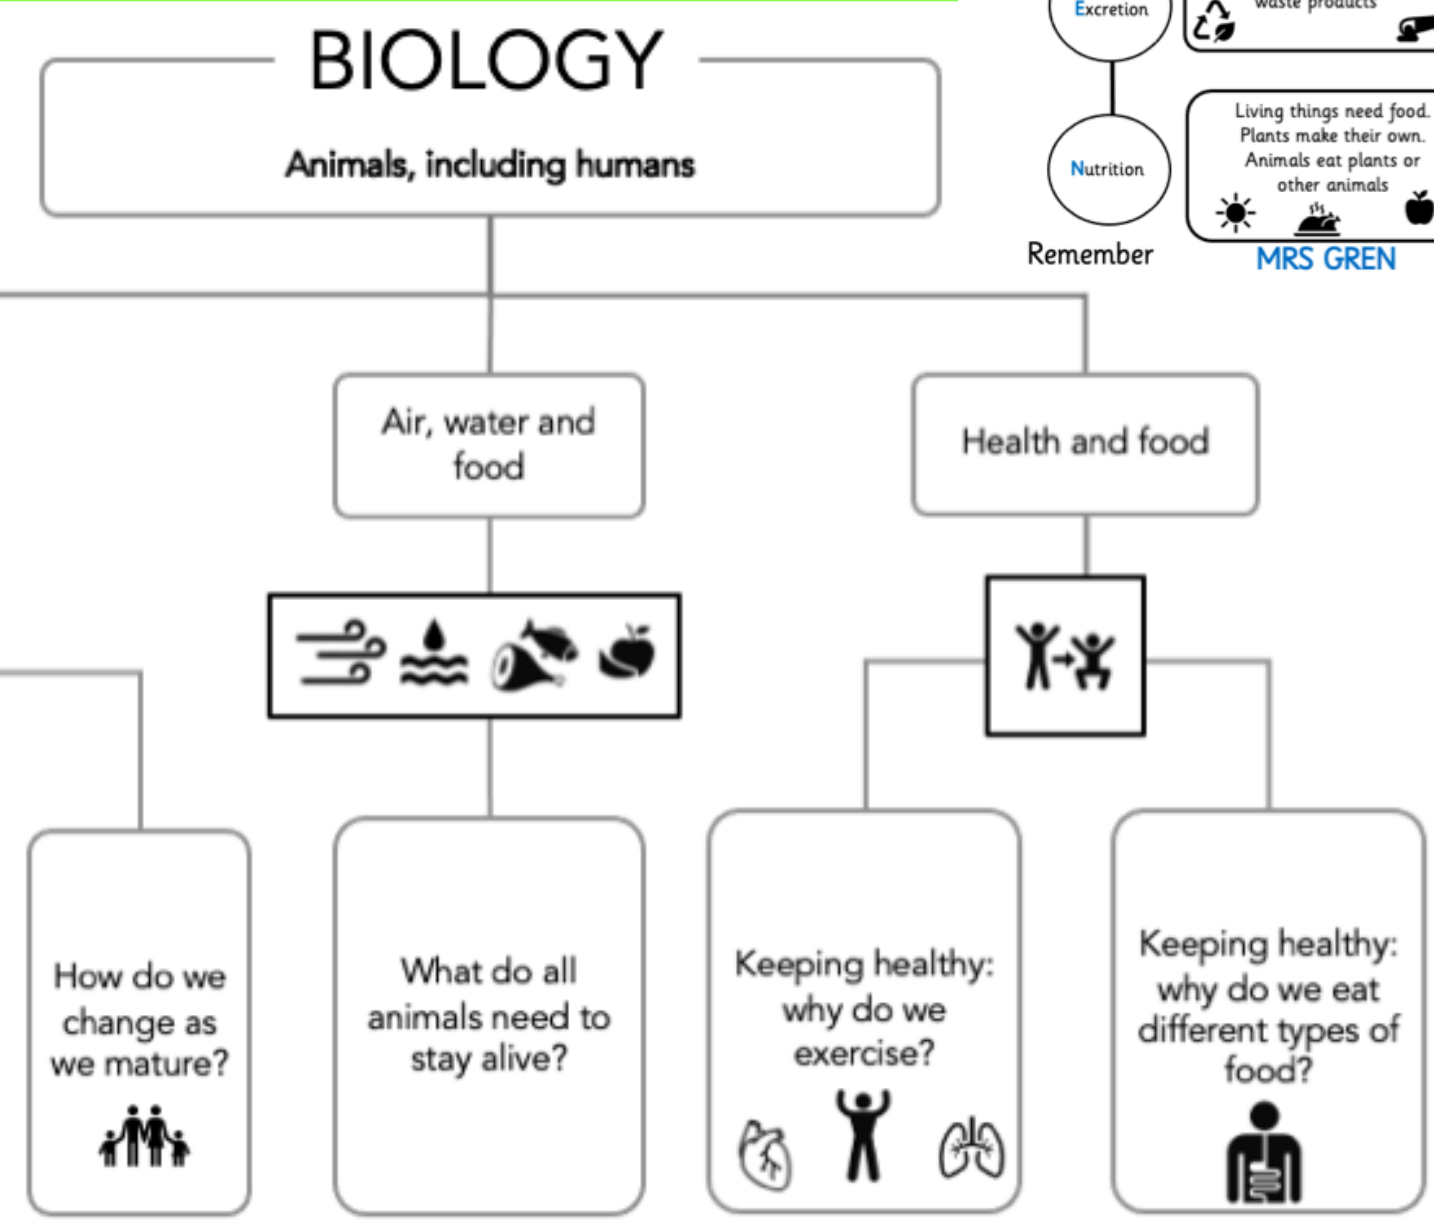 BIOLOGY
Animals, including humans
Excretion
waste products
Nutrition
Living things need food.
Plants make their own.
Animals eat plants or
other animals
Remember
MRS GREN
Air, water and
food
Health and food
How do we
change as
we mature?
What do all
animals need to
stay alive?
Keeping healthy:
why do we
exercise?
Keeping healthy:
why do we eat
different types of
food?